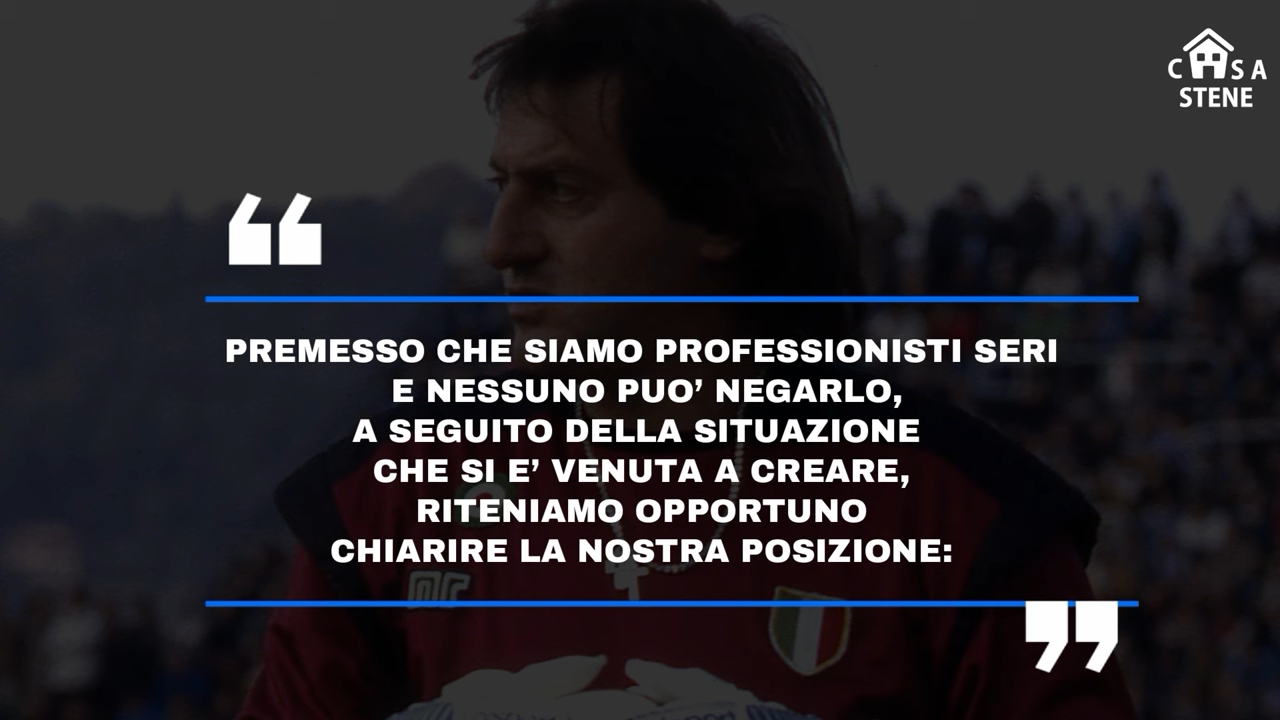 CASA
STENE
“
PREMESSO CHE SIAMO PROFESSIONISTI SERI
E NESSUNO PUO’ NEGARLO,
A SEGUITO DELLA SITUAZIONE
CHE SI E’ VENUTA A CREARE,
RITENIAMO OPPORTUNO
CHIARIRE LA NOSTRA POSIZIONE:
”